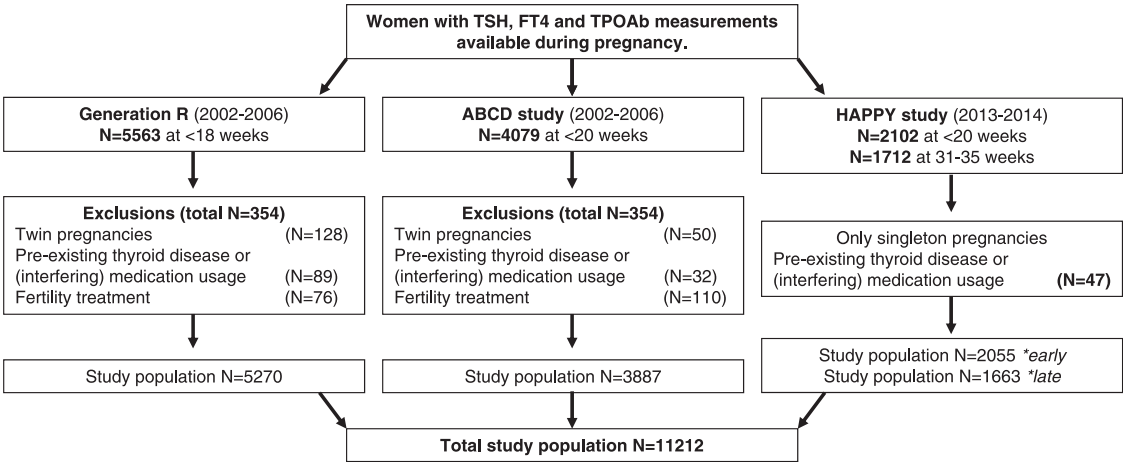 Women with TSH, FT4 and TPOAb measurements
available during pregnancy.
Generation R (2002-2006)
N=5563 at <18 weeks
ABCD study (2002-2006)
N=4079 at <20 weeks
HAPPY study (2013-2014)
N=2102 at <20 weeks
N=1712 at 31-35 weeks
Exclusions (total N=354)
Twin pregnancies (N=128)
Pre-existing thyroid disease or
(interfering) medication usage (N=89)
Fertility treatment (N=76)
Exclusions (total N=354)
Twin pregnancies (N=50)
Pre-existing thyroid disease or
(interfering) medication usage (N=32)
Fertility treatment (N=110)
Only singleton pregnancies
Pre-existing thyroid disease or
(interfering) medication usage (N=47)
Study population N=5270
Study population N=3887
Study population N=2055 *early
Study population N=1663 *late
Total study population N=11212